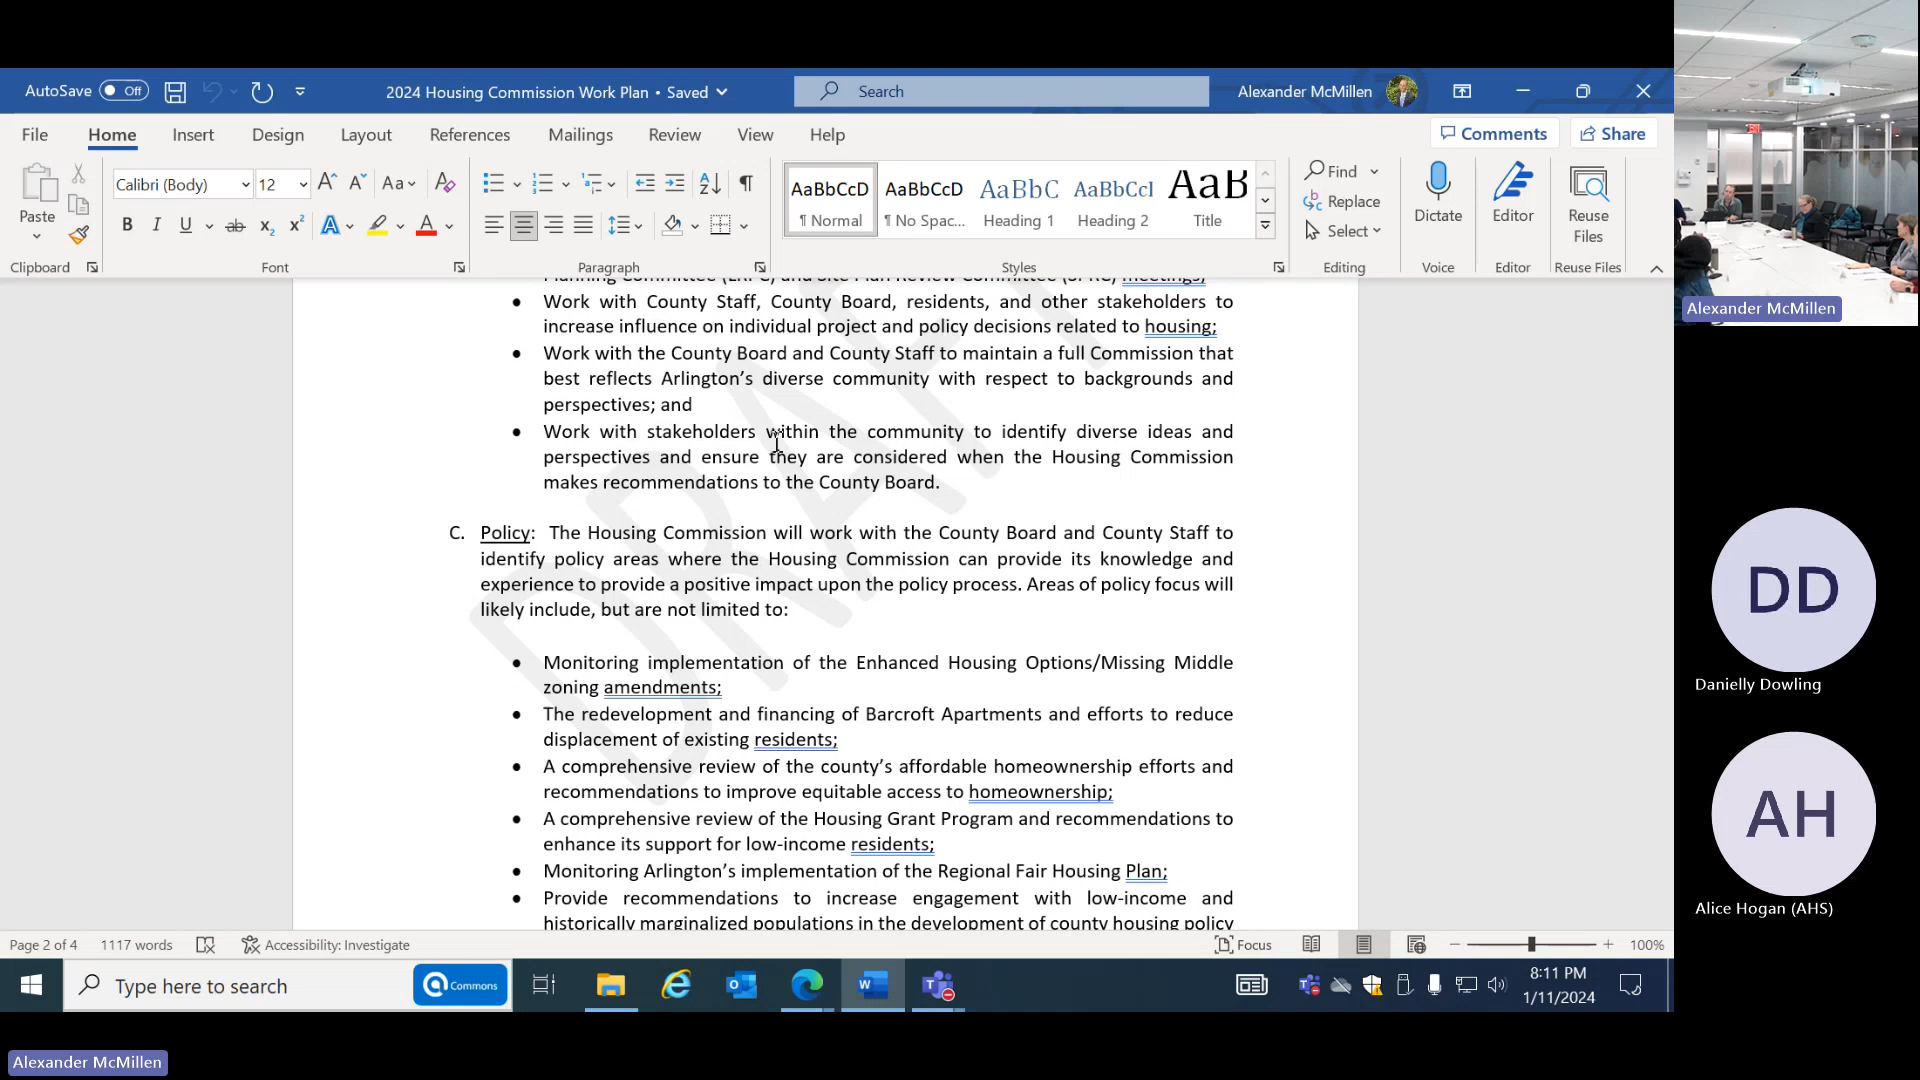 AutoSave Off 2024 Housing Commission Work Plan • Saved Search Alexander McMillen
File Home Insert Design Layout References Mailings Review View Help Comments Share
Paste
Calibri (Body) 12
Aa
B I U ab x2 x2 A A
AaBbCcD AaBbCcD AaBbC AaBbCcI AaB
¶ Normal ¶ No Spac... Heading 1 Heading 2 Title
Find
Replace
Select
Dictate
Editor
Reuse
Files
Clipboard Font Paragraph Styles Editing Voice Editor Reuse Files
Planning Committee (LRPC) and Site Plan Review Committee (SPRC) meetings;
• Work with County Staff, County Board, residents, and other stakeholders to
increase influence on individual project and policy decisions related to housing;
• Work with the County Board and County Staff to maintain a full Commission that
best reflects Arlington’s diverse community with respect to backgrounds and
perspectives; and
• Work with stakeholders within the community to identify diverse ideas and
perspectives and ensure they are considered when the Housing Commission
makes recommendations to the County Board.
C. Policy: The Housing Commission will work with the County Board and County Staff to
identify policy areas where the Housing Commission can provide its knowledge and
experience to provide a positive impact upon the policy process. Areas of policy focus will
likely include, but are not limited to:
• Monitoring implementation of the Enhanced Housing Options/Missing Middle
zoning amendments;
• The redevelopment and financing of Barcroft Apartments and efforts to reduce
displacement of existing residents;
• A comprehensive review of the county’s affordable homeownership efforts and
recommendations to improve equitable access to homeownership;
• A comprehensive review of the Housing Grant Program and recommendations to
enhance its support for low-income residents;
• Monitoring Arlington’s implementation of the Regional Fair Housing Plan;
• Provide recommendations to increase engagement with low-income and
historically marginalized populations in the development of county housing policy
DRAFT
Page 2 of 4 1117 words Accessibility: Investigate Focus 100%
Type here to search Commons
8:11 PM
1/11/2024
Alexander McMillen
DD
Danielly Dowling
AH
Alice Hogan (AHS)
Alexander McMillen